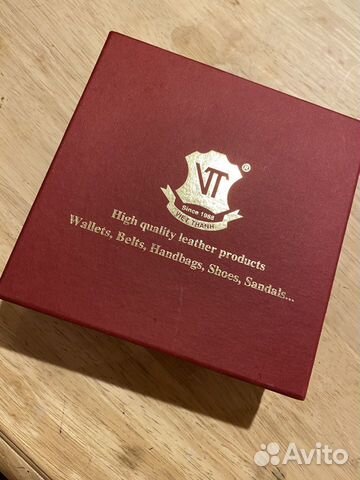 VT ®
Since 1988
VIET THANH
High quality leather products
Wallets, Belts, Handbags, Shoes, Sandals...
Avito